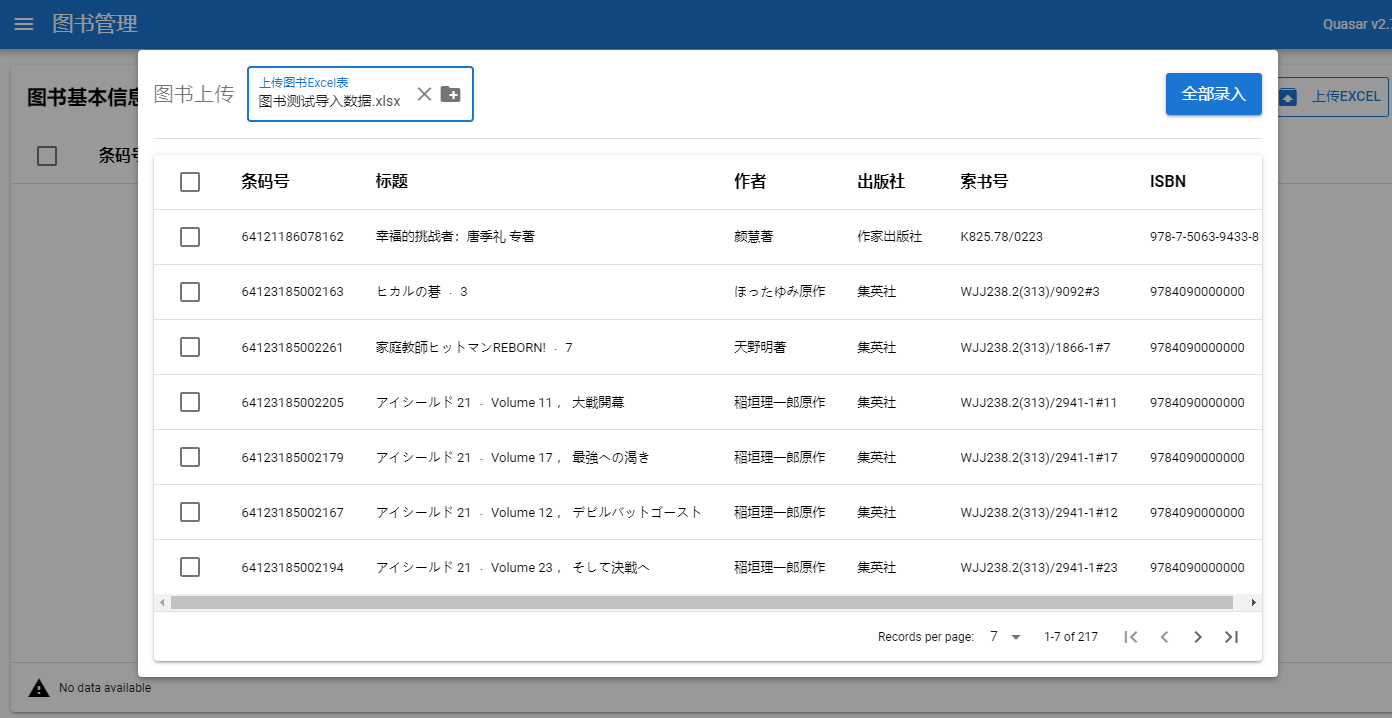 图书管理
Quasar v2.7
图书基本信息
上传EXCEL
条码号
图书上传
上传图书Excel表
图书测试导入数据.xlsx
全部录入
条码号 标题 作者 出版社 索书号 ISBN
64121186078162 幸福的挑战者：唐季礼 专著 颜慧著 作家出版社 K825.78/0223 978-7-5063-9433-8
64123185002163 ヒカルの碁 ． 3 ほったゆみ原作 集英社 WJJ238.2(313)/9092#3 9784090000000
64123185002261 家庭教師ヒットマンREBORN! ． 7 天野明著 集英社 WJJ238.2(313)/1866-1#7 9784090000000
64123185002205 アイシールド 21 ． Volume 11 ， 大戦開幕 稲垣理一郎原作 集英社 WJJ238.2(313)/2941-1#11 9784090000000
64123185002179 アイシールド 21 ． Volume 17 ， 最強への渇き 稲垣理一郎原作 集英社 WJJ238.2(313)/2941-1#17 9784090000000
64123185002167 アイシールド 21 ． Volume 12 ， デビルバットゴースト 稲垣理一郎原作 集英社 WJJ238.2(313)/2941-1#12 9784090000000
64123185002194 アイシールド 21 ． Volume 23 ， そして決戦へ 稲垣理一郎原作 集英社 WJJ238.2(313)/2941-1#23 9784090000000
Records per page: 7 1-7 of 217
No data available